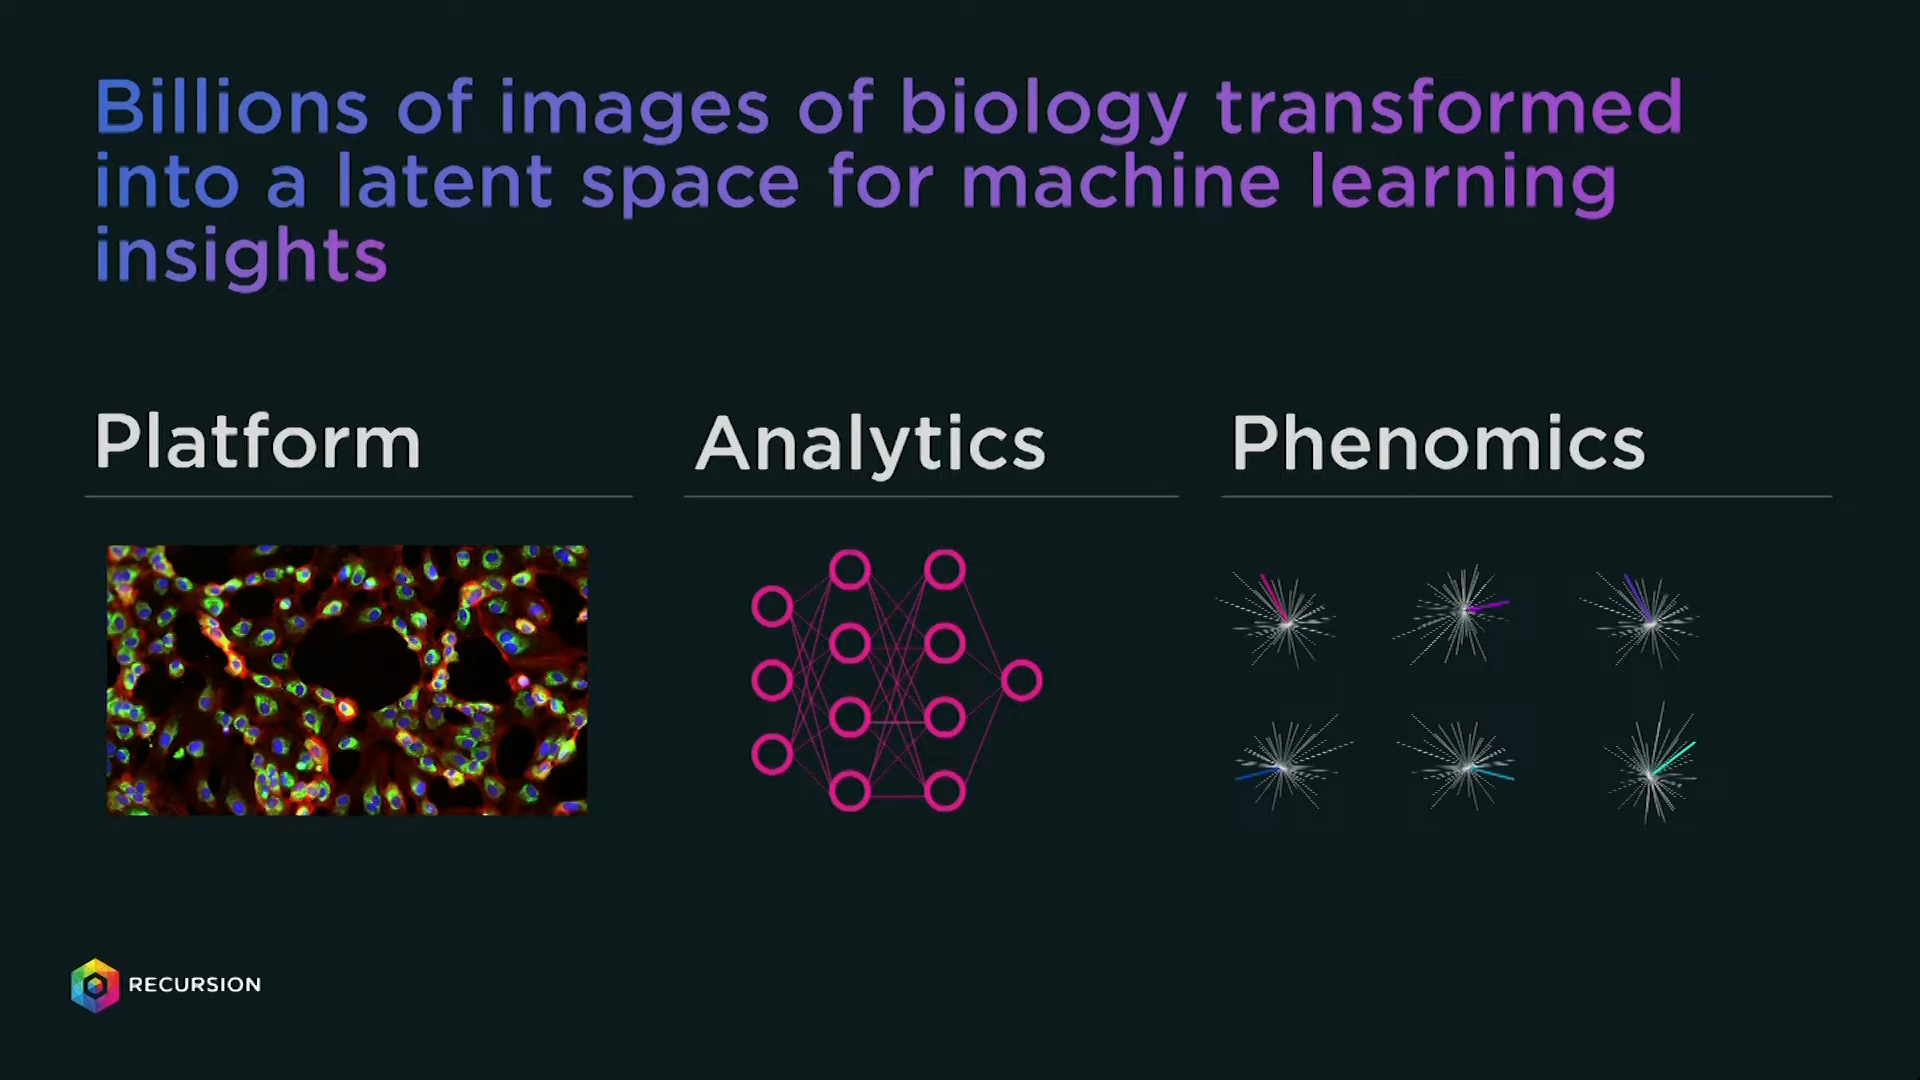 Billions of images of biology transformed
into a latent space for machine learning
insights
Platform
Analytics
Phenomics
RECURSION